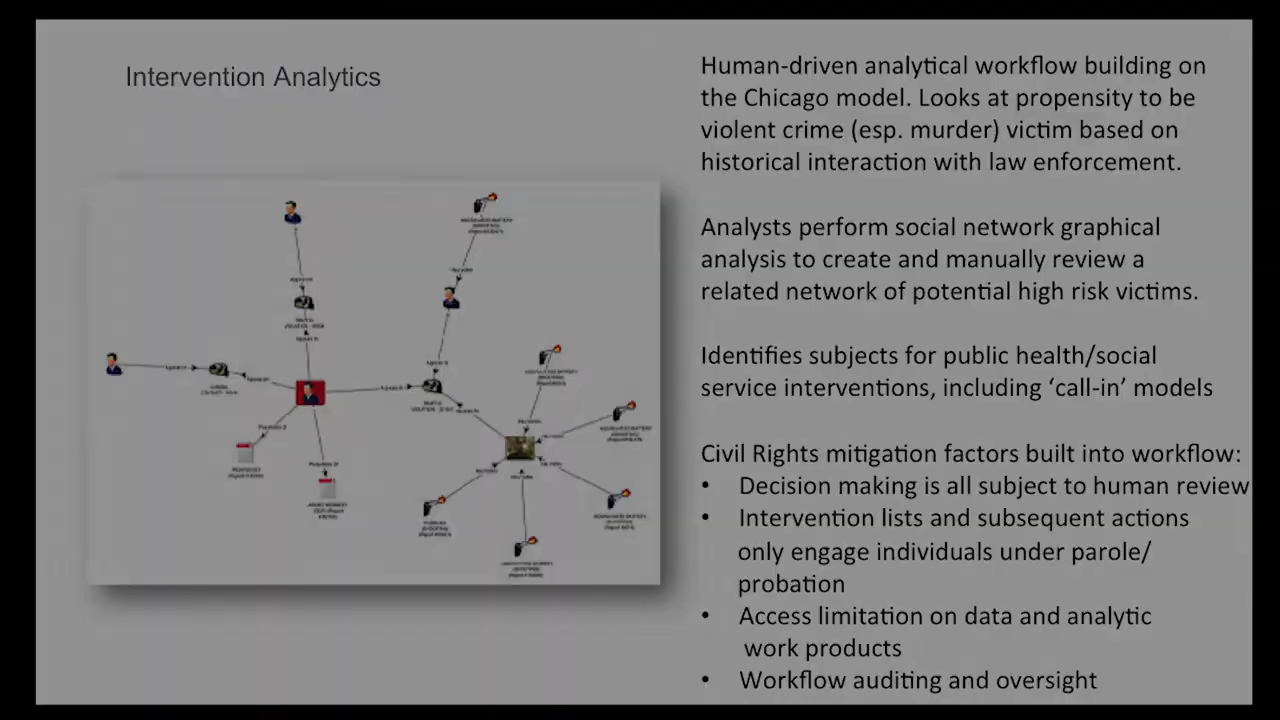 Intervention Analytics
Human-driven analytical workflow building on
the Chicago model. Looks at propensity to be
violent crime (esp. murder) victim based on
historical interaction with law enforcement.
Analysts perform social network graphical
analysis to create and manually review a
related network of potential high risk victims.
Identifies subjects for public health/social
service interventions, including ‘call-in’ models
Civil Rights mitigation factors built into workflow:
• Decision making is all subject to human review
• Intervention lists and subsequent actions
only engage individuals under parole/
probation
• Access limitation on data and analytic
work products
• Workflow auditing and oversight